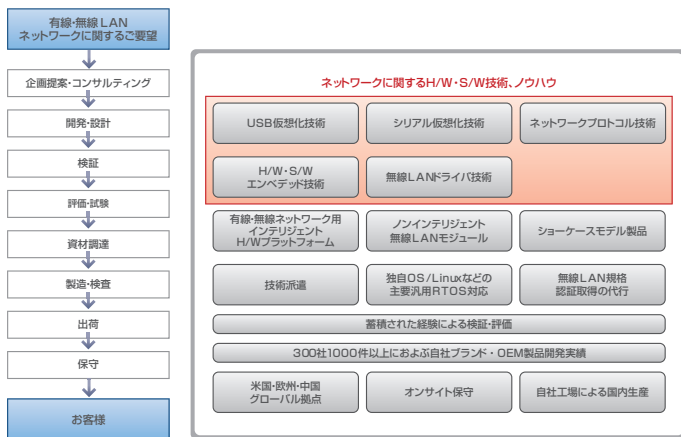 有線・無線LAN
ネットワークに関するご要望
企画提案・コンサルティング
開発・設計
検証
評価・試験
資材調達
製造・検査
出荷
保守
お客様
ネットワークに関するH/W・S/W技術、ノウハウ
USB仮想化技術
シリアル仮想化技術
ネットワークプロトコル技術
H/W・S/W
エンベデッド技術
無線LANドライバ技術
有線・無線ネットワーク用
インテリジェント
H/Wプラットフォーム
ノンインテリジェント
無線LANモジュール
ショーケースモデル製品
技術派遣
独自OS/Linuxなどの
主要汎用RTOS対応
無線LAN規格
認証取得の代行
蓄積された経験による検証・評価
300社1000件以上におよぶ自社ブランド・OEM製品開発実績
米国・欧州・中国
グローバル拠点
オンサイト保守
自社工場による国内生産